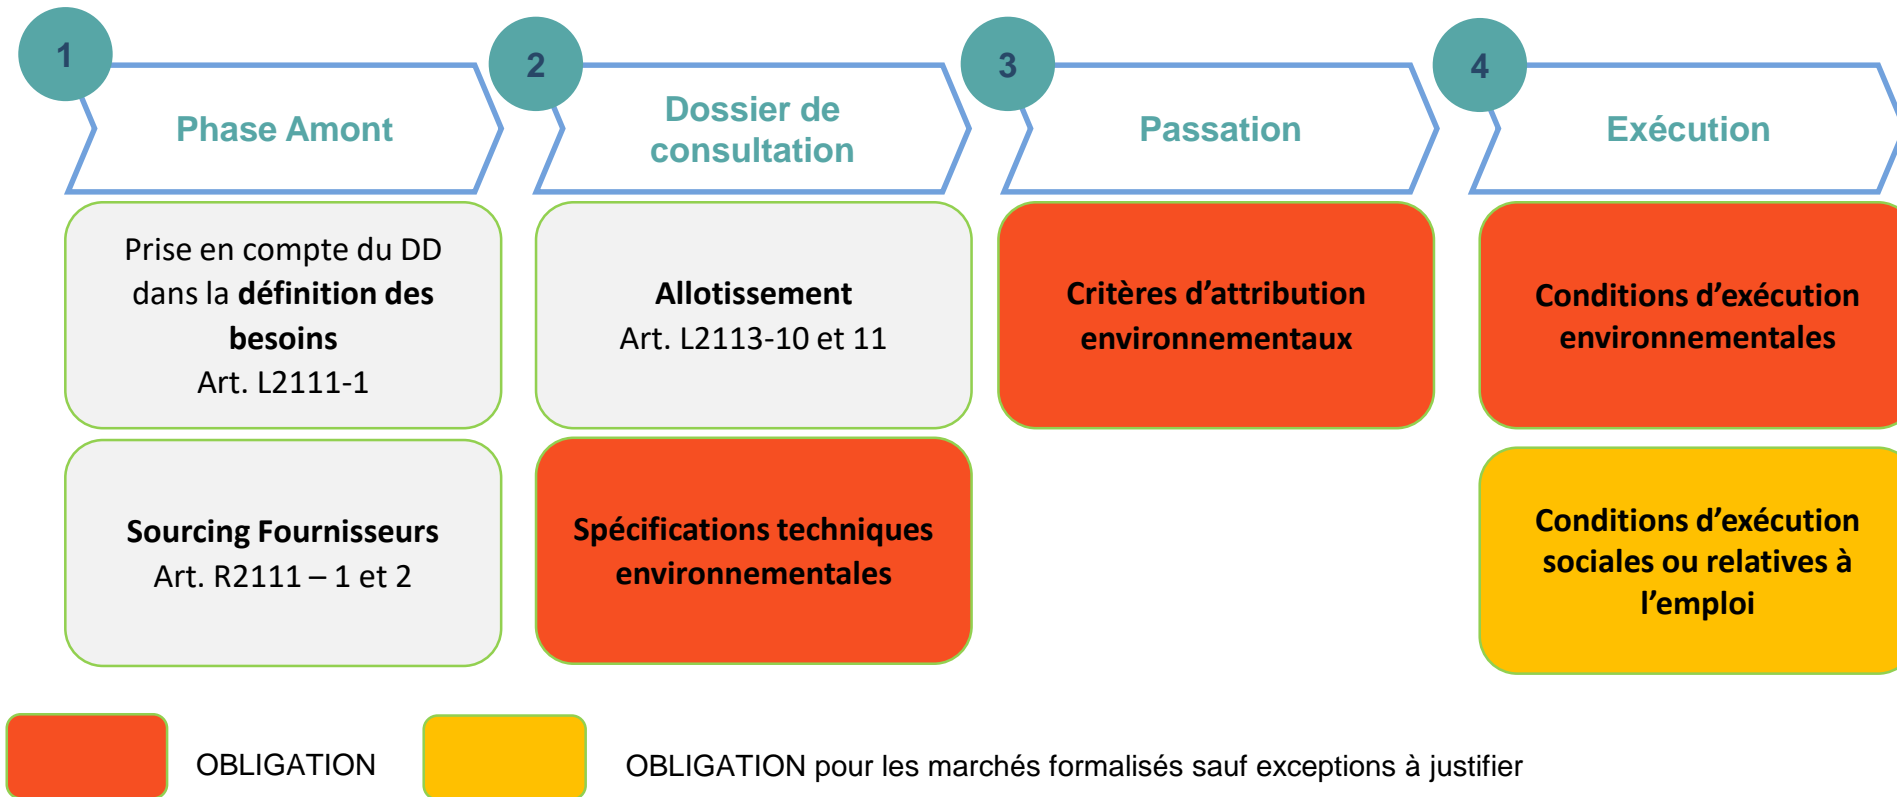 1
Phase Amont
2
Dossier de
consultation
3
Passation
4
Exécution
Prise en compte du DD
dans la définition des
besoins
Art. L2111-1
Allotissement
Art. L2113-10 et 11
Critères d’attribution
environnementaux
Conditions d’exécution
environnementales
Sourcing Fournisseurs
Art. R2111 – 1 et 2
Spécifications techniques
environnementales
Conditions d’exécution
sociales ou relatives à
l’emploi
OBLIGATION
OBLIGATION pour les marchés formalisés sauf exceptions à justifier